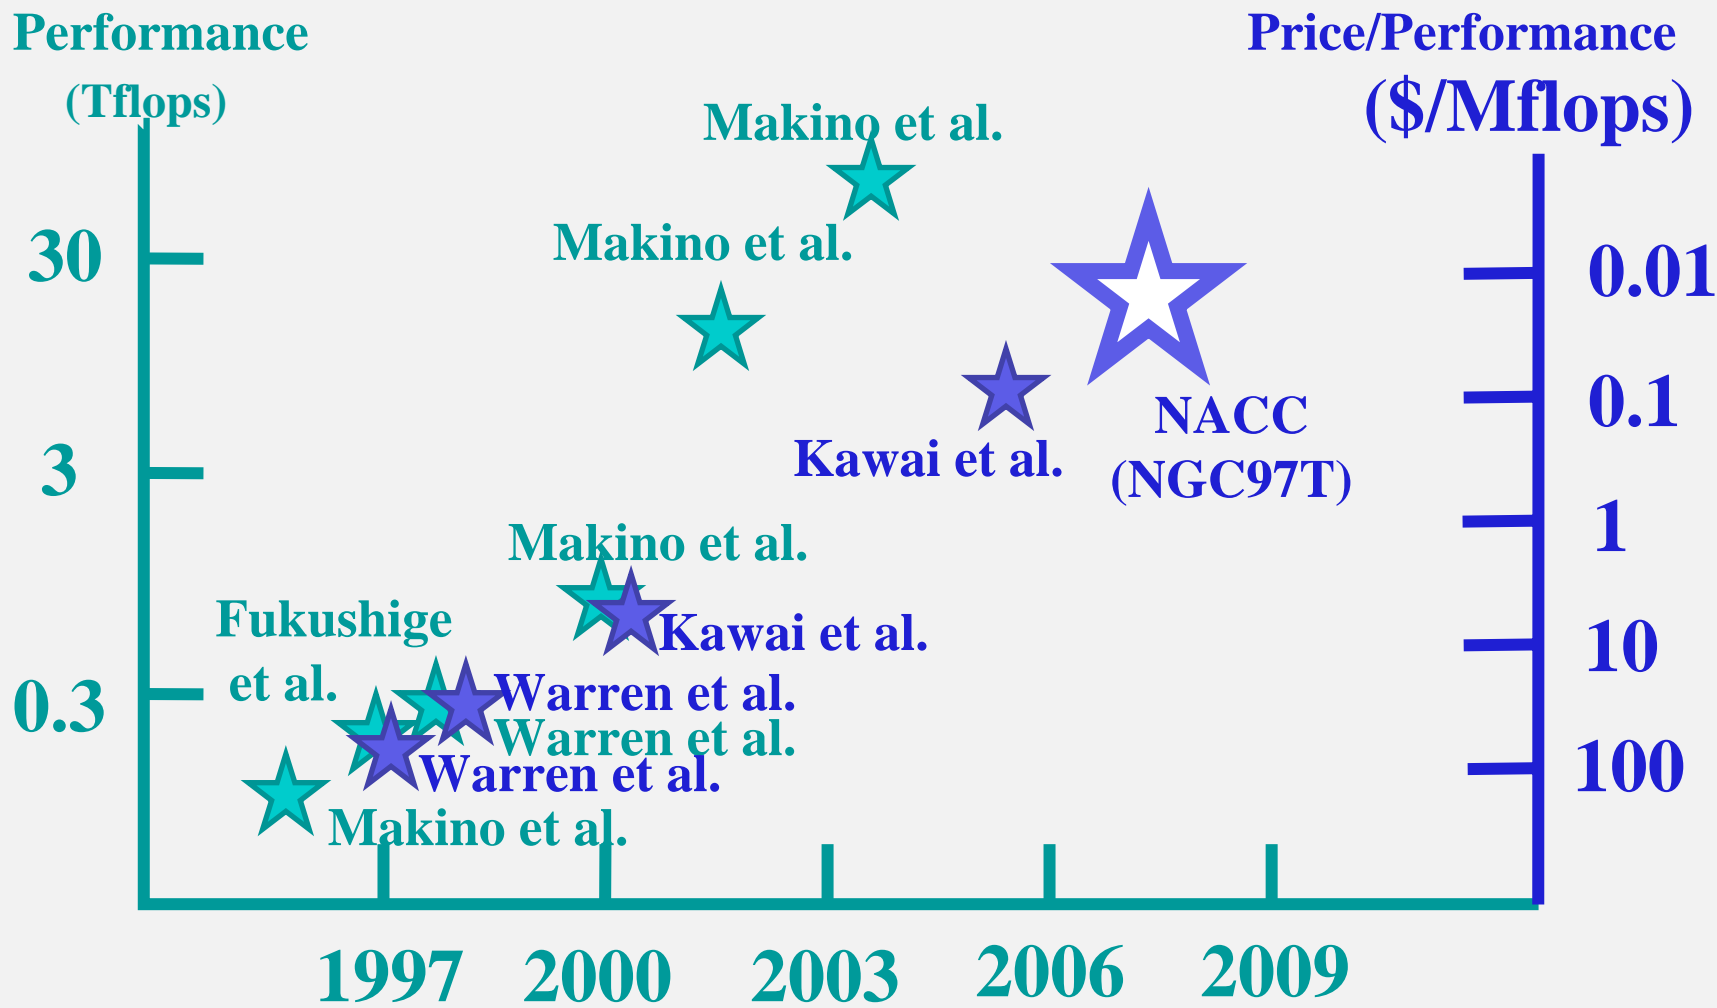 Performance
(Tflops)
Price/Performance
($/Mflops)
Makino et al.
Makino et al.
30
0.01
0.1
NACC
(NGC97T)
Kawai et al.
3
1
Makino et al.
Fukushige
et al.
Kawai et al.
10
0.3
Warren et al.
Warren et al.
Warren et al.
100
Makino et al.
1997
2000
2003
2006
2009